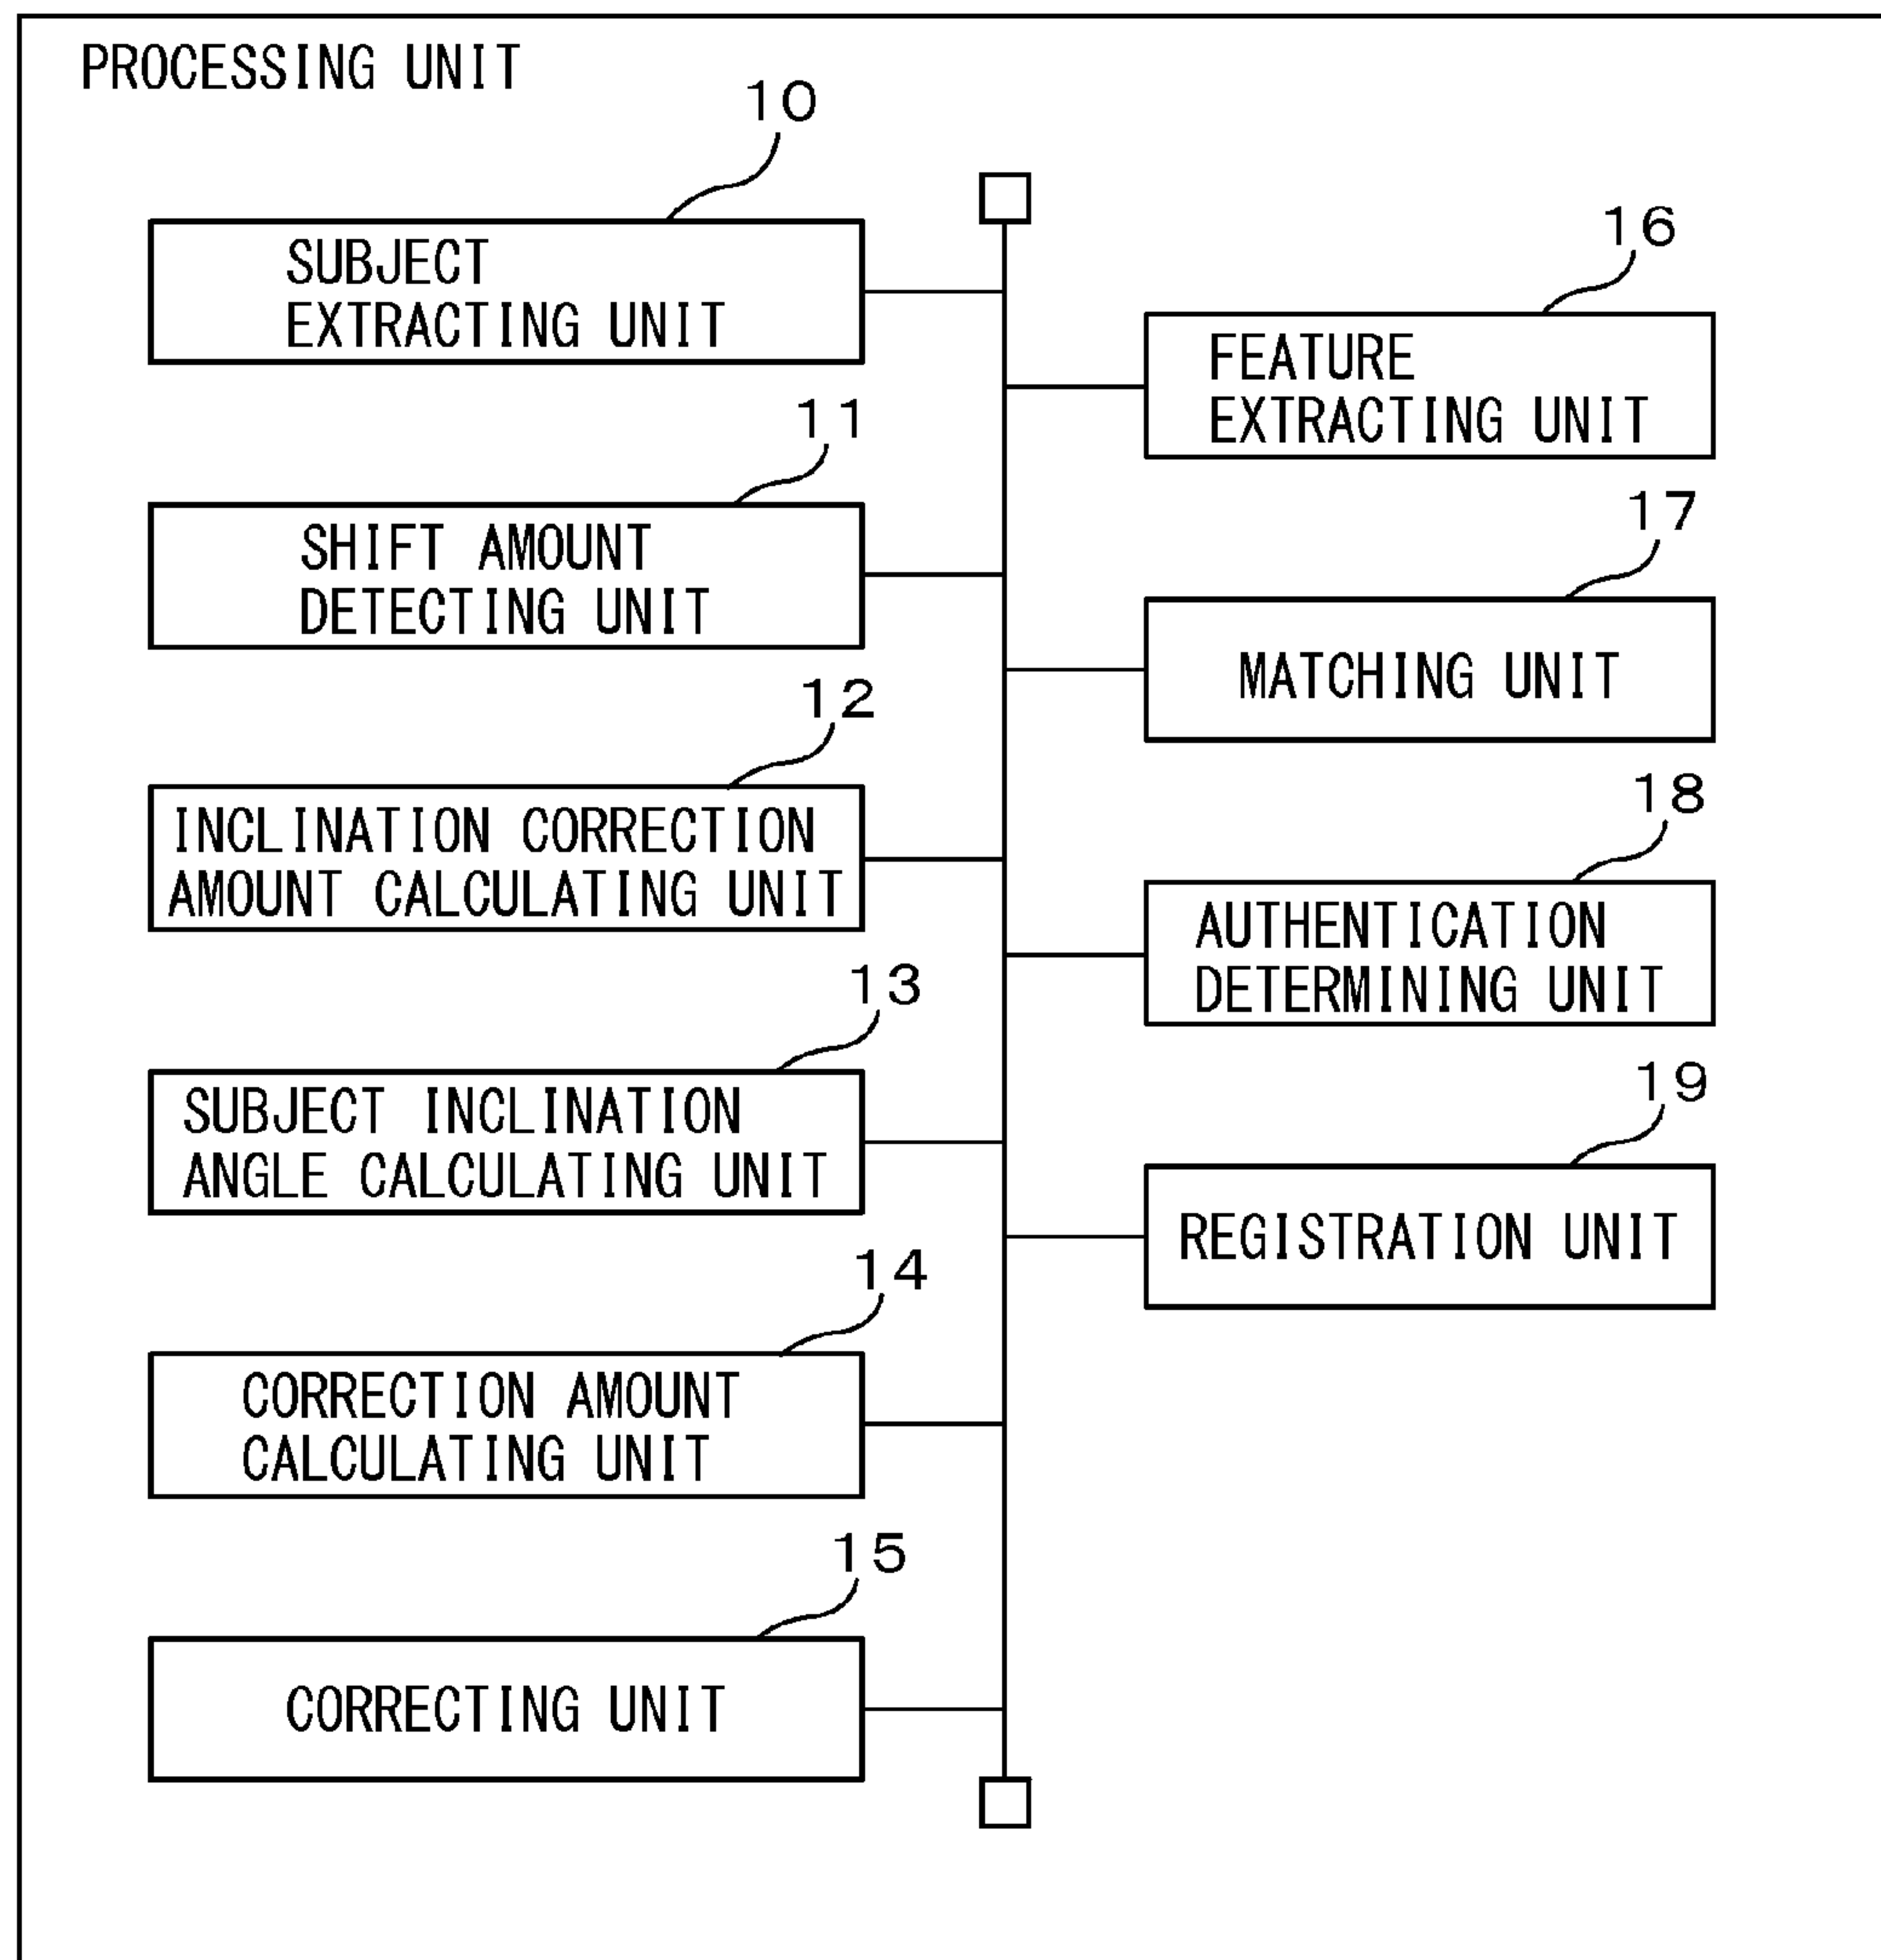 PROCESSING UNIT
10
SUBJECT
EXTRACTING UNIT
11
SHIFT AMOUNT
DETECTING UNIT
12
INCLINATION CORRECTION
AMOUNT CALCULATING UNIT
13
SUBJECT INCLINATION
ANGLE CALCULATING UNIT
14
CORRECTION AMOUNT
CALCULATING UNIT
15
CORRECTING UNIT
16
FEATURE
EXTRACTING UNIT
17
MATCHING UNIT
18
AUTHENTICATION
DETERMINING UNIT
19
REGISTRATION UNIT